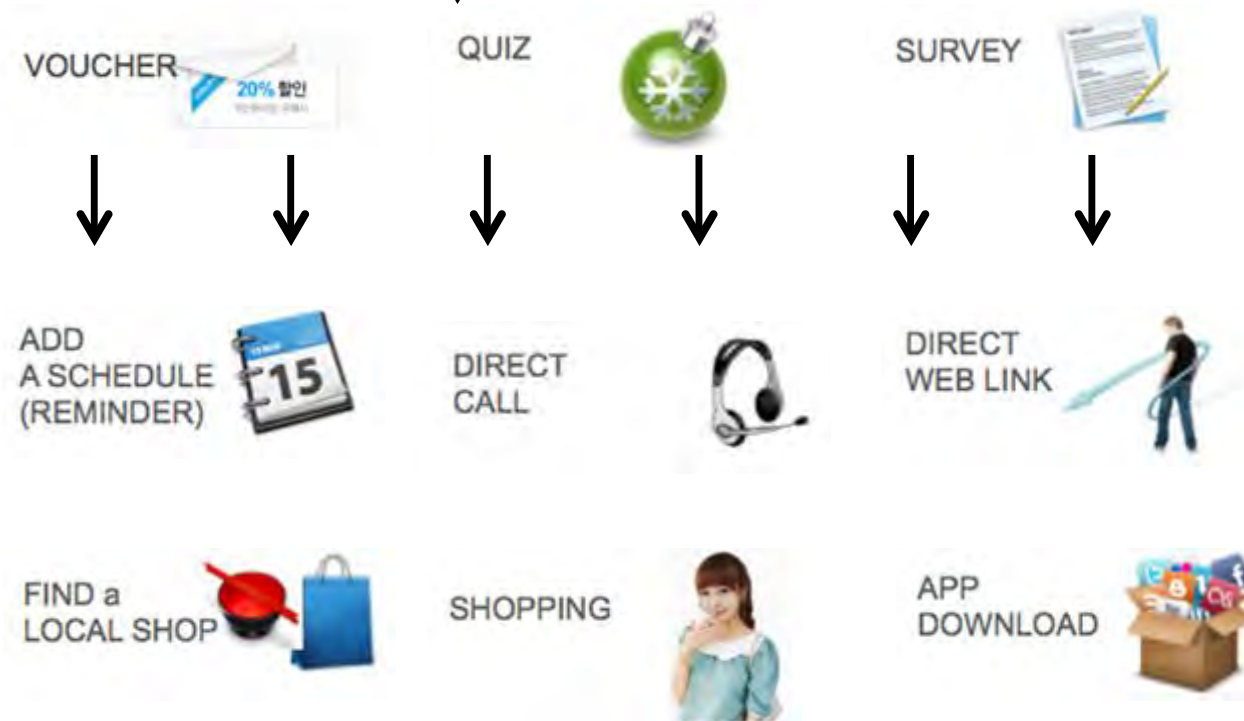 VOUCHER
20% 할인
QUIZ
SURVEY
ADD
A SCHEDULE
(REMINDER)
15
DIRECT
CALL
DIRECT
WEB LINK
FIND a
LOCAL SHOP
SHOPPING
APP
DOWNLOAD